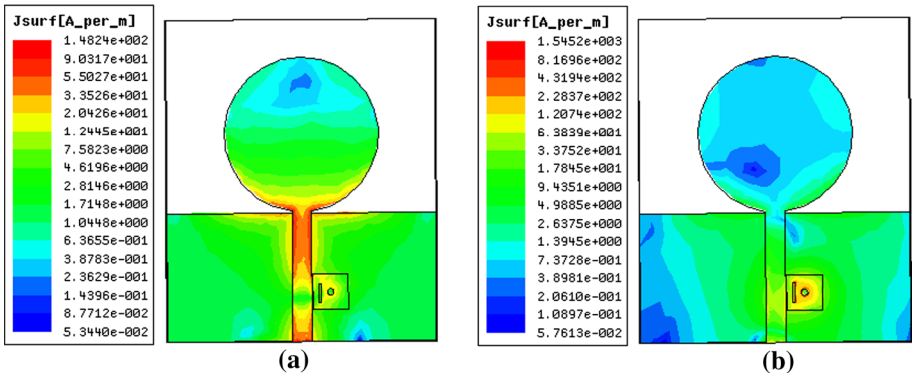 Jsurf[A_per_m]
1.4824e+002
9.0317e+001
5.5027e+001
3.3526e+001
2.0426e+001
1.2445e+001
7.5823e+000
4.6196e+000
2.8146e+000
1.7148e+000
1.0448e+000
6.3655e-001
3.8783e-001
2.3629e-001
1.4396e-001
8.7712e-002
5.3440e-002
(a)
Jsurf[A_per_m]
1.5452e+003
8.1696e+002
4.3194e+002
2.2837e+002
1.2074e+002
6.3839e+001
3.3752e+001
1.7845e+001
9.4351e+000
4.9885e+000
2.6375e+000
1.3945e+000
7.3728e-001
3.8981e-001
2.0610e-001
1.0897e-001
5.7613e-002
(b)